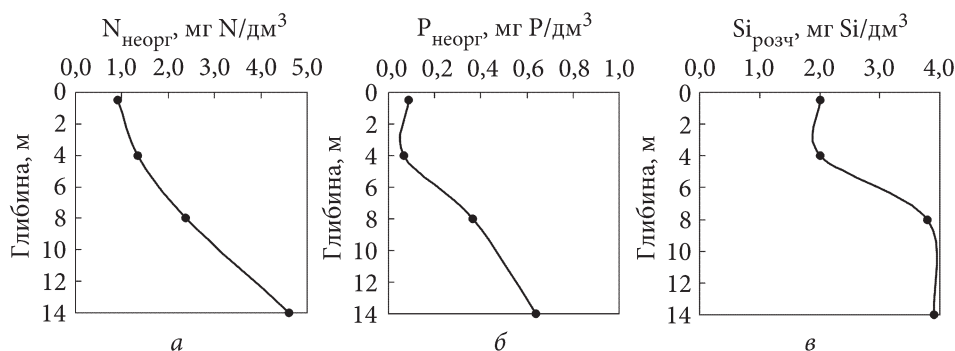 Nнеорг, мг N/дм³
0,0 1,0 2,0 3,0 4,0 5,0
0
2
4
6
8
10
12
14
Глибина, м
а
Pнеорг, мг P/дм³
0,0 0,2 0,4 0,6 0,8 1,0
0
2
4
6
8
10
12
14
Глибина, м
б
Siрозч, мг Si/дм³
0,0 1,0 2,0 3,0 4,0
0
2
4
6
8
10
12
14
Глибина, м
в